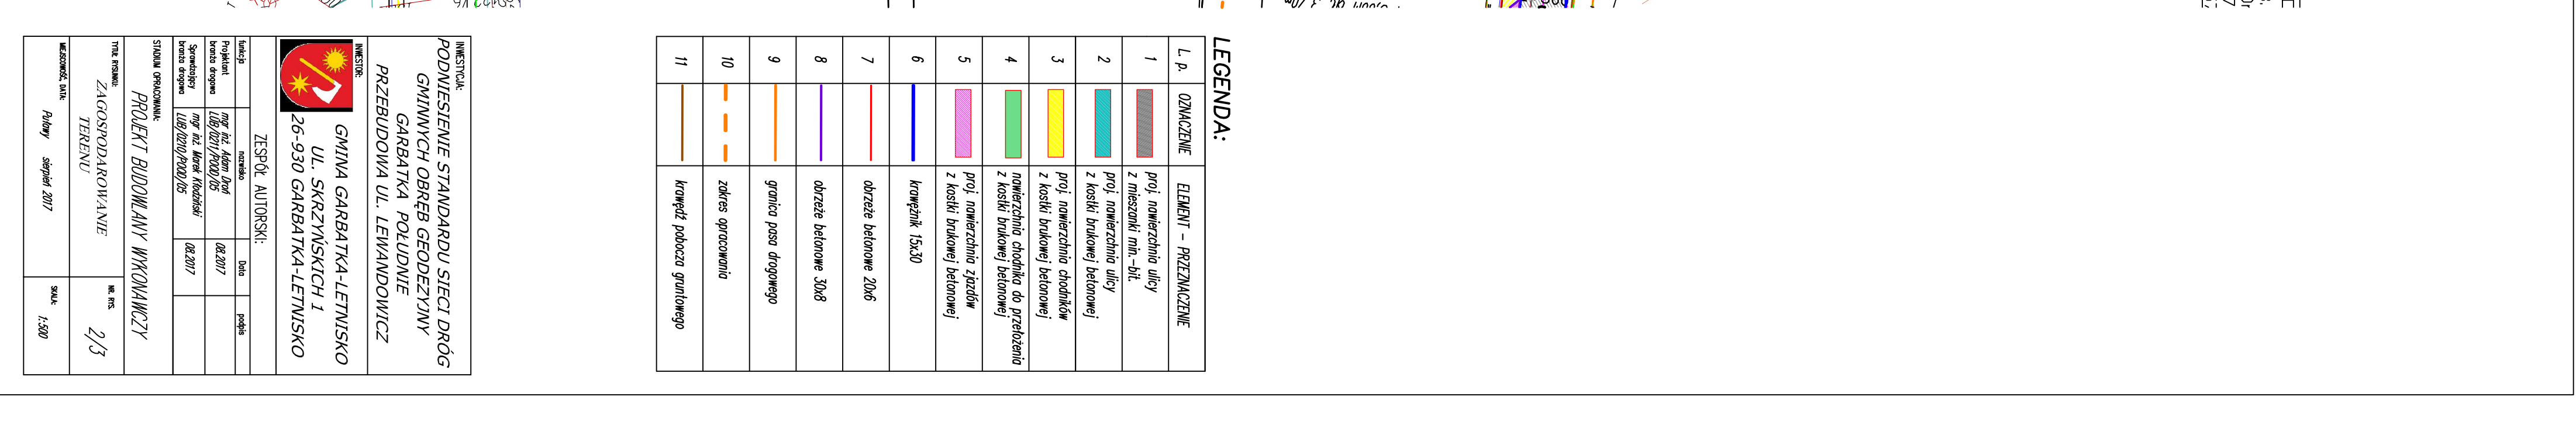 LEGENDA:
L. p. OZNACZENIE ELEMENT – PRZEZNACZENIE
1 proj. nawierzchnia ulicy
z mieszanki min.–bit.
2 proj. nawierzchnia ulicy
z kostki brukowej betonowej
3 proj. nawierzchnia chodników
z kostki brukowej betonowej
4 nawierzchnia chodnika do przełożenia
z kostki brukowej betonowej
5 proj. nawierzchnia zjazdów
z kostki brukowej betonowej
6 krawężnik 15x30
7 obrzeże betonowe 20x6
8 obrzeże betonowe 30x8
9 granica pasa drogowego
10 zakres opracowania
11 krawędź pobocza gruntowego
INWESTYCJA:
PODNIESIENIE STANDARDU SIECI DRÓG
GMINNYCH OBRĘB GEODEZYJNY
GARBATKA POŁUDNIE
PRZEBUDOWA UL. LEWANDOWICZ
INWESTOR:
GMINA GARBATKA-LETNISKO
UL. SKRZYŃSKICH 1
26-930 GARBATKA-LETNISKO
ZESPÓŁ AUTORSKI:
funkcja nazwisko Data podpis
Projektant mgr inż. Adam Droń 08.2017
branża drogowa LUB/0211/POOD/05
Sprawdzający mgr inż. Marek Kłodziński 08.2017
branża drogowa LUB/0210/POOD/05
STADIUM OPRACOWANIA:
PROJEKT BUDOWLANY WYKONAWCZY
TYTUŁ RYSUNKU: NR. RYS.
ZAGOSPODAROWANIE
TERENU
2/3
MIEJSCOWOŚĆ, DATA: SKALA:
Puławy sierpień 2017 1:500